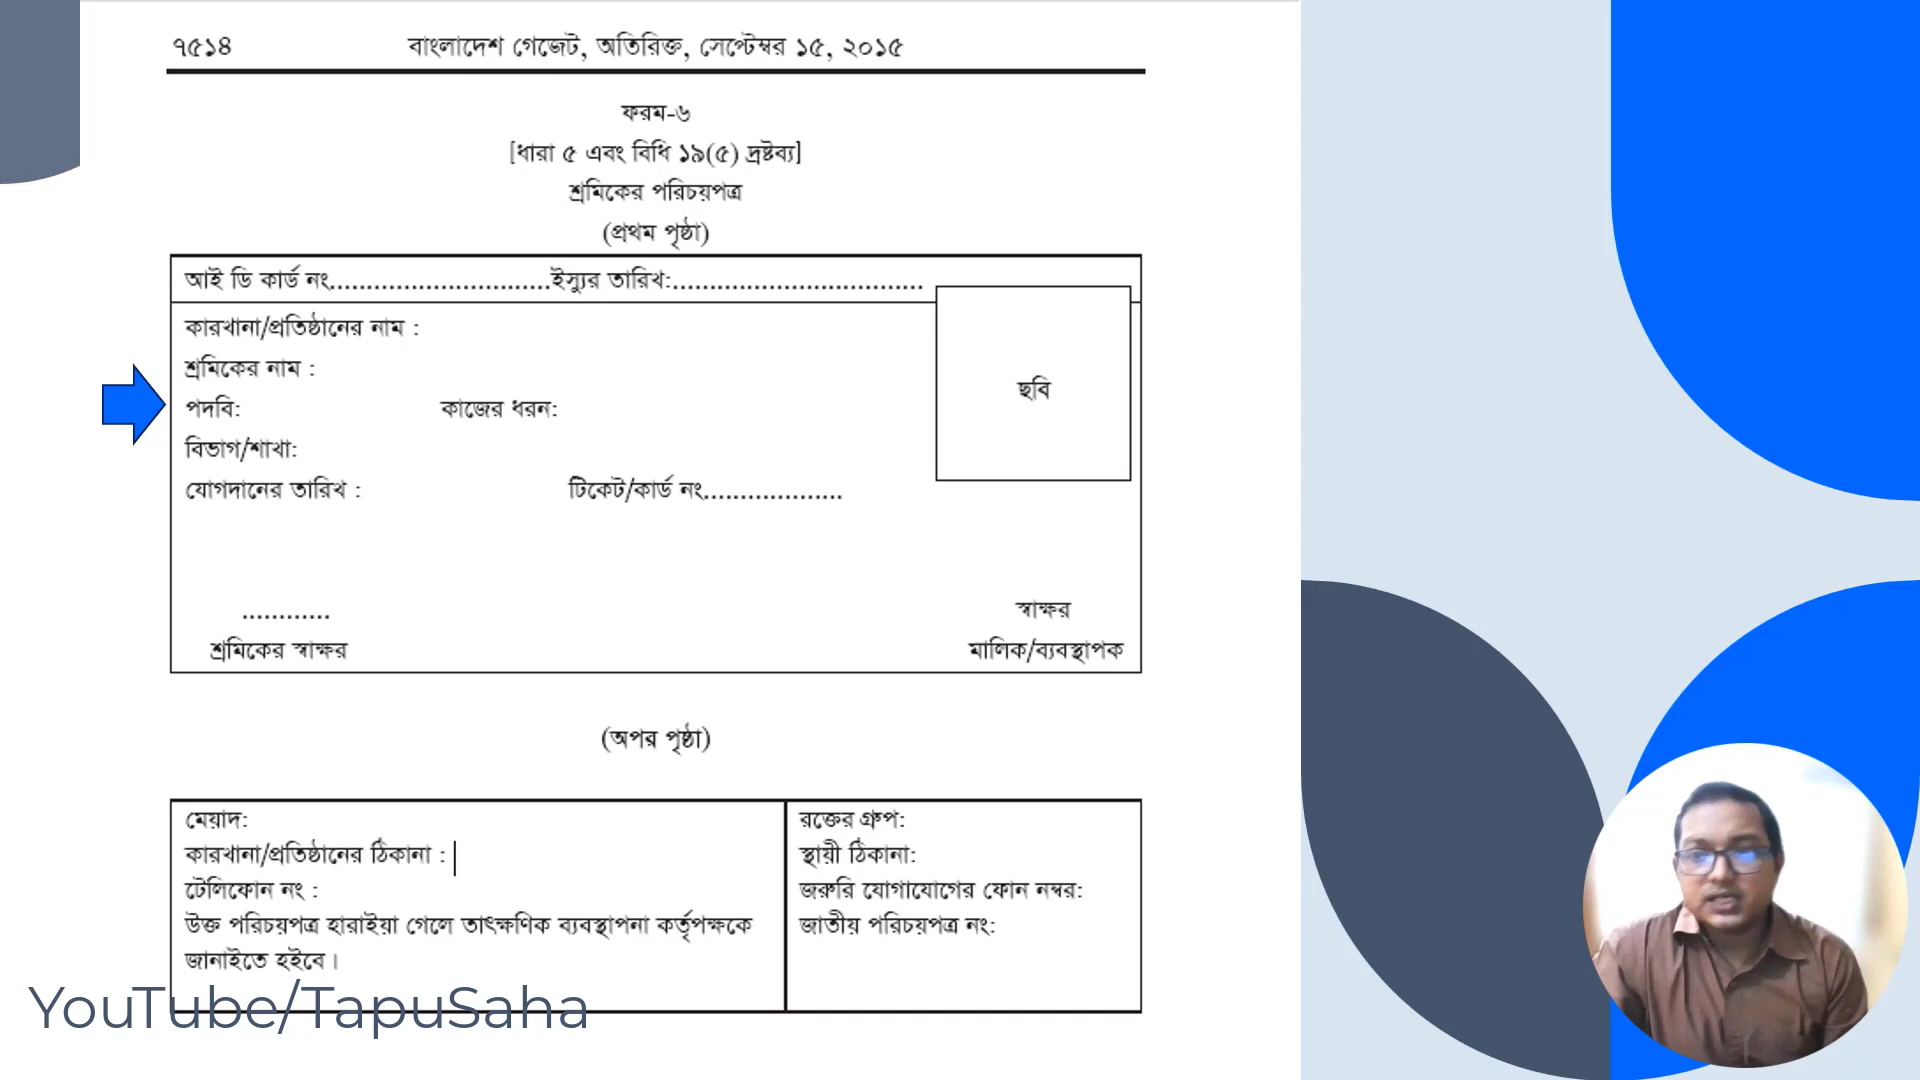 ৭৫১৪ বাংলাদেশ গেজেট, অতিরিক্ত, সেপ্টেম্বর ১৫, ২০১৫
ফরম-৬
[ধারা ৫ এবং বিধি ১৯(৫) দ্রষ্টব্য]
শ্রমিকের পরিচয়পত্র
(প্রথম পৃষ্ঠা)
আই ডি কার্ড নং..............................ইস্যুর তারিখ:..................................
কারখানা/প্রতিষ্ঠানের নাম :
শ্রমিকের নাম :
ছবি
পদবি: কাজের ধরন:
বিভাগ/শাখা:
যোগদানের তারিখ : টিকেট/কার্ড নং...................
............ স্বাক্ষর
শ্রমিকের স্বাক্ষর মালিক/ব্যবস্থাপক
(অপর পৃষ্ঠা)
মেয়াদ:
কারখানা/প্রতিষ্ঠানের ঠিকানা :
টেলিফোন নং :
উক্ত পরিচয়পত্র হারাইয়া গেলে তাৎক্ষণিক ব্যবস্থাপনা কর্তৃপক্ষকে
জানাইতে হইবে।
রক্তের গ্রুপ:
স্থায়ী ঠিকানা:
জরুরি যোগাযোগের ফোন নম্বর:
জাতীয় পরিচয়পত্র নং:
YouTube/TapuSaha